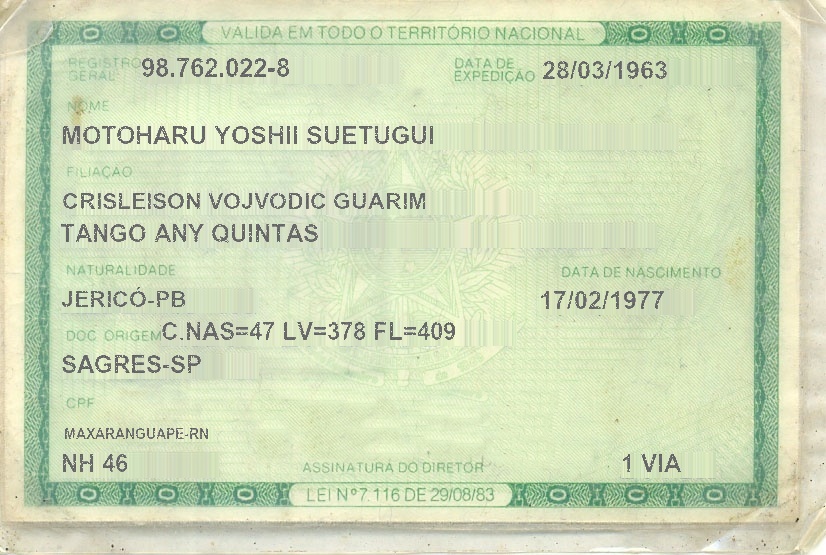 VÁLIDA EM TODO O TERRITÓRIO NACIONAL
REGISTRO GERAL 98.762.022-8 DATA DE EXPEDIÇÃO 28/03/1963
NOME
MOTOHARU YOSHII SUETUGUI
FILIAÇÃO
CRISLEISON VOJVODIC GUARIM
TANGO ANY QUINTAS
NATURALIDADE DATA DE NASCIMENTO
JERICÓ-PB 17/02/1977
DOC ORIGEM C.NAS=47 LV=378 FL=409
SAGRES-SP
CPF
MAXARANGUAPE-RN
NH 46 ASSINATURA DO DIRETOR 1 VIA
LEI Nº 7.116 DE 29/08/83